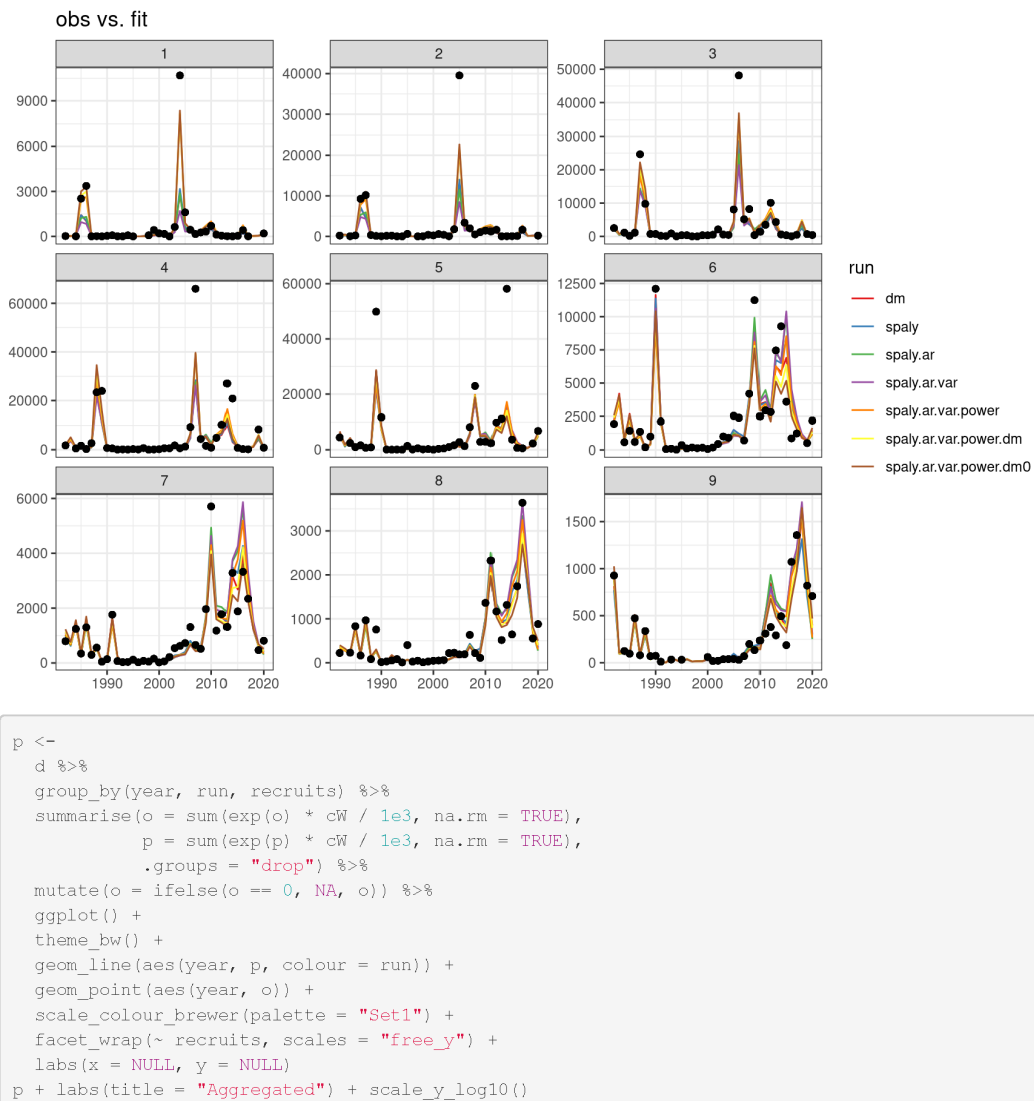 obs vs. fit
1
2
3
9000
6000
3000
0
40000
30000
20000
10000
0
50000
40000
30000
20000
10000
0
4
5
6
60000
40000
20000
0
60000
40000
20000
0
12500
10000
7500
5000
2500
0
7
8
9
6000
4000
2000
0
3000
2000
1000
0
1500
1000
500
0
1990 2000 2010 2020
1990 2000 2010 2020
1990 2000 2010 2020
run
dm
spaly
spaly.ar
spaly.ar.var
spaly.ar.var.power
spaly.ar.var.power.dm
spaly.ar.var.power.dm0
p <-
  d %>%
  group_by(year, run, recruits) %>%
  summarise(o = sum(exp(o) * cW / 1e3, na.rm = TRUE),
            p = sum(exp(p) * cW / 1e3, na.rm = TRUE),
            .groups = "drop") %>%
  mutate(o = ifelse(o == 0, NA, o)) %>%
  ggplot() +
  theme_bw() +
  geom_line(aes(year, p, colour = run)) +
  geom_point(aes(year, o)) +
  scale_colour_brewer(palette = "Set1") +
  facet_wrap(~ recruits, scales = "free_y") +
  labs(x = NULL, y = NULL)
p + labs(title = "Aggregated") + scale_y_log10()